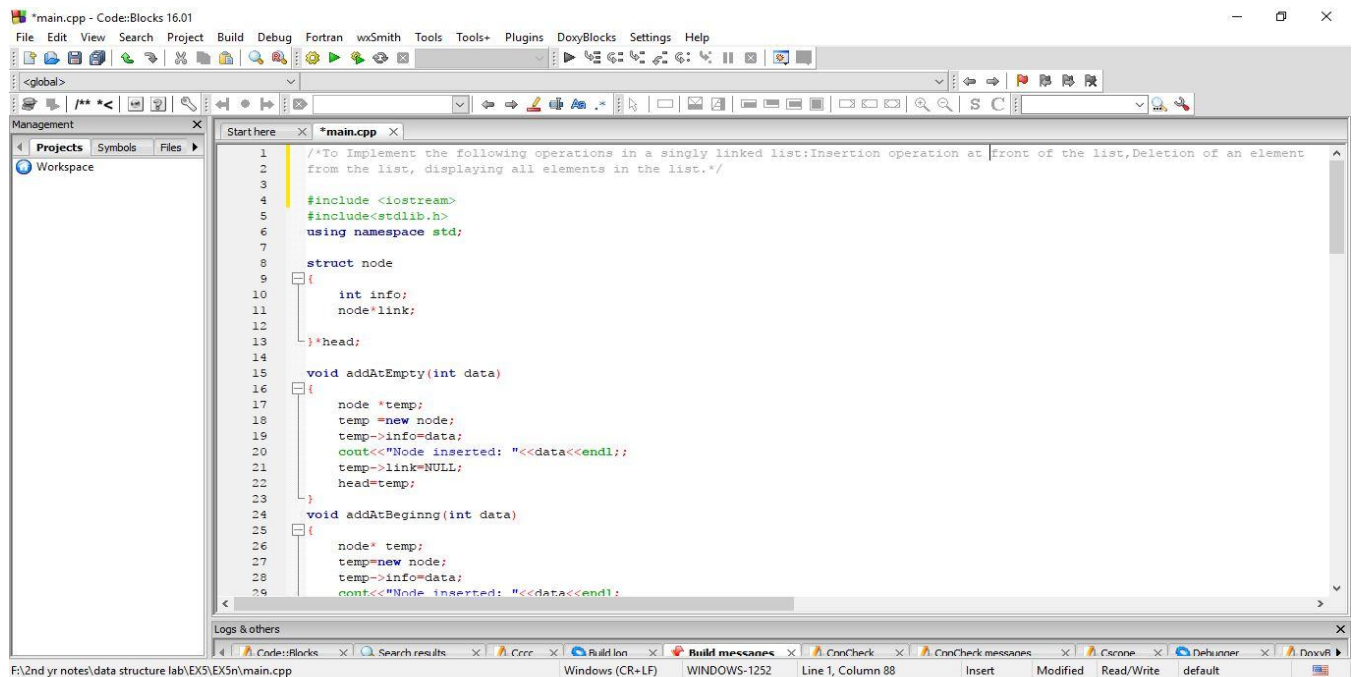 *main.cpp - Code::Blocks 16.01
File Edit View Search Project Build Debug Fortran wxSmith Tools Tools+ Plugins DoxyBlocks Settings Help
<global>
/** *<
S C
Management
Projects Symbols Files
Workspace
Start here *main.cpp
1 /*To Implement the following operations in a singly linked list:Insertion operation at front of the list,Deletion of an element
2 from the list, displaying all elements in the list.*/
3
4 #include <iostream>
5 #include<stdlib.h>
6 using namespace std;
7
8 struct node
9 {
10 int info;
11 node*link;
12
13 }*head;
14
15 void addAtEmpty(int data)
16 {
17 node *temp;
18 temp =new node;
19 temp->info=data;
20 cout<<"Node inserted: "<<data<<endl;;
21 temp->link=NULL;
22 head=temp;
23 }
24 void addAtBeginng(int data)
25 {
26 node* temp;
27 temp=new node;
28 temp->info=data;
29 cout<<"Node inserted: "<<data<<endl;
Logs & others
Code::Blocks Search results Cccc Build log Build messages CppCheck CppCheck messages Cscope Debugger DoxyB
F:\2nd yr notes\data structure lab\EX5\EX5n\main.cpp Windows (CR+LF) WINDOWS-1252 Line 1, Column 88 Insert Modified Read/Write default